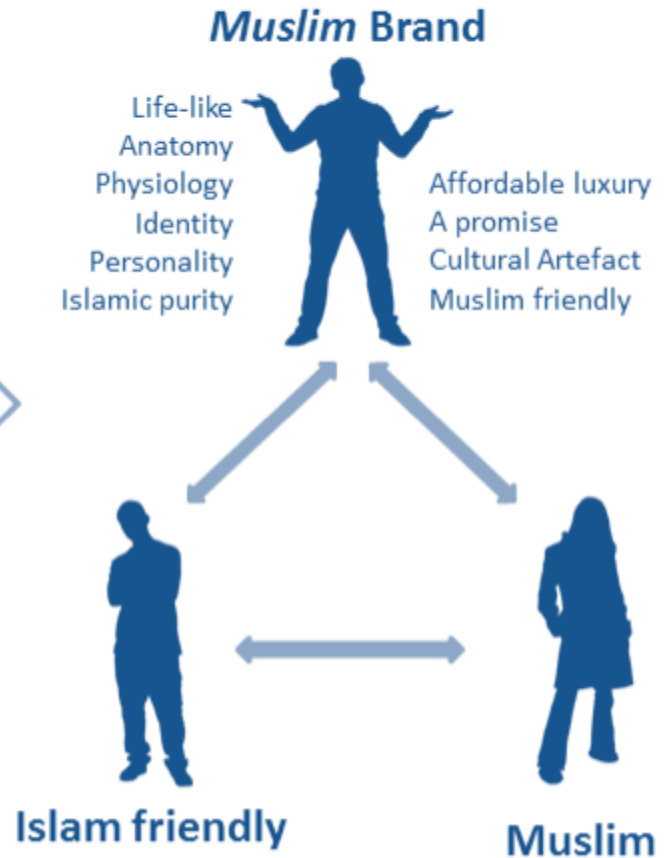 Muslim Brand
Life-like
Anatomy
Physiology
Identity
Personality
Islamic purity
Affordable luxury
A promise
Cultural Artefact
Muslim friendly
Islam friendly
Muslim